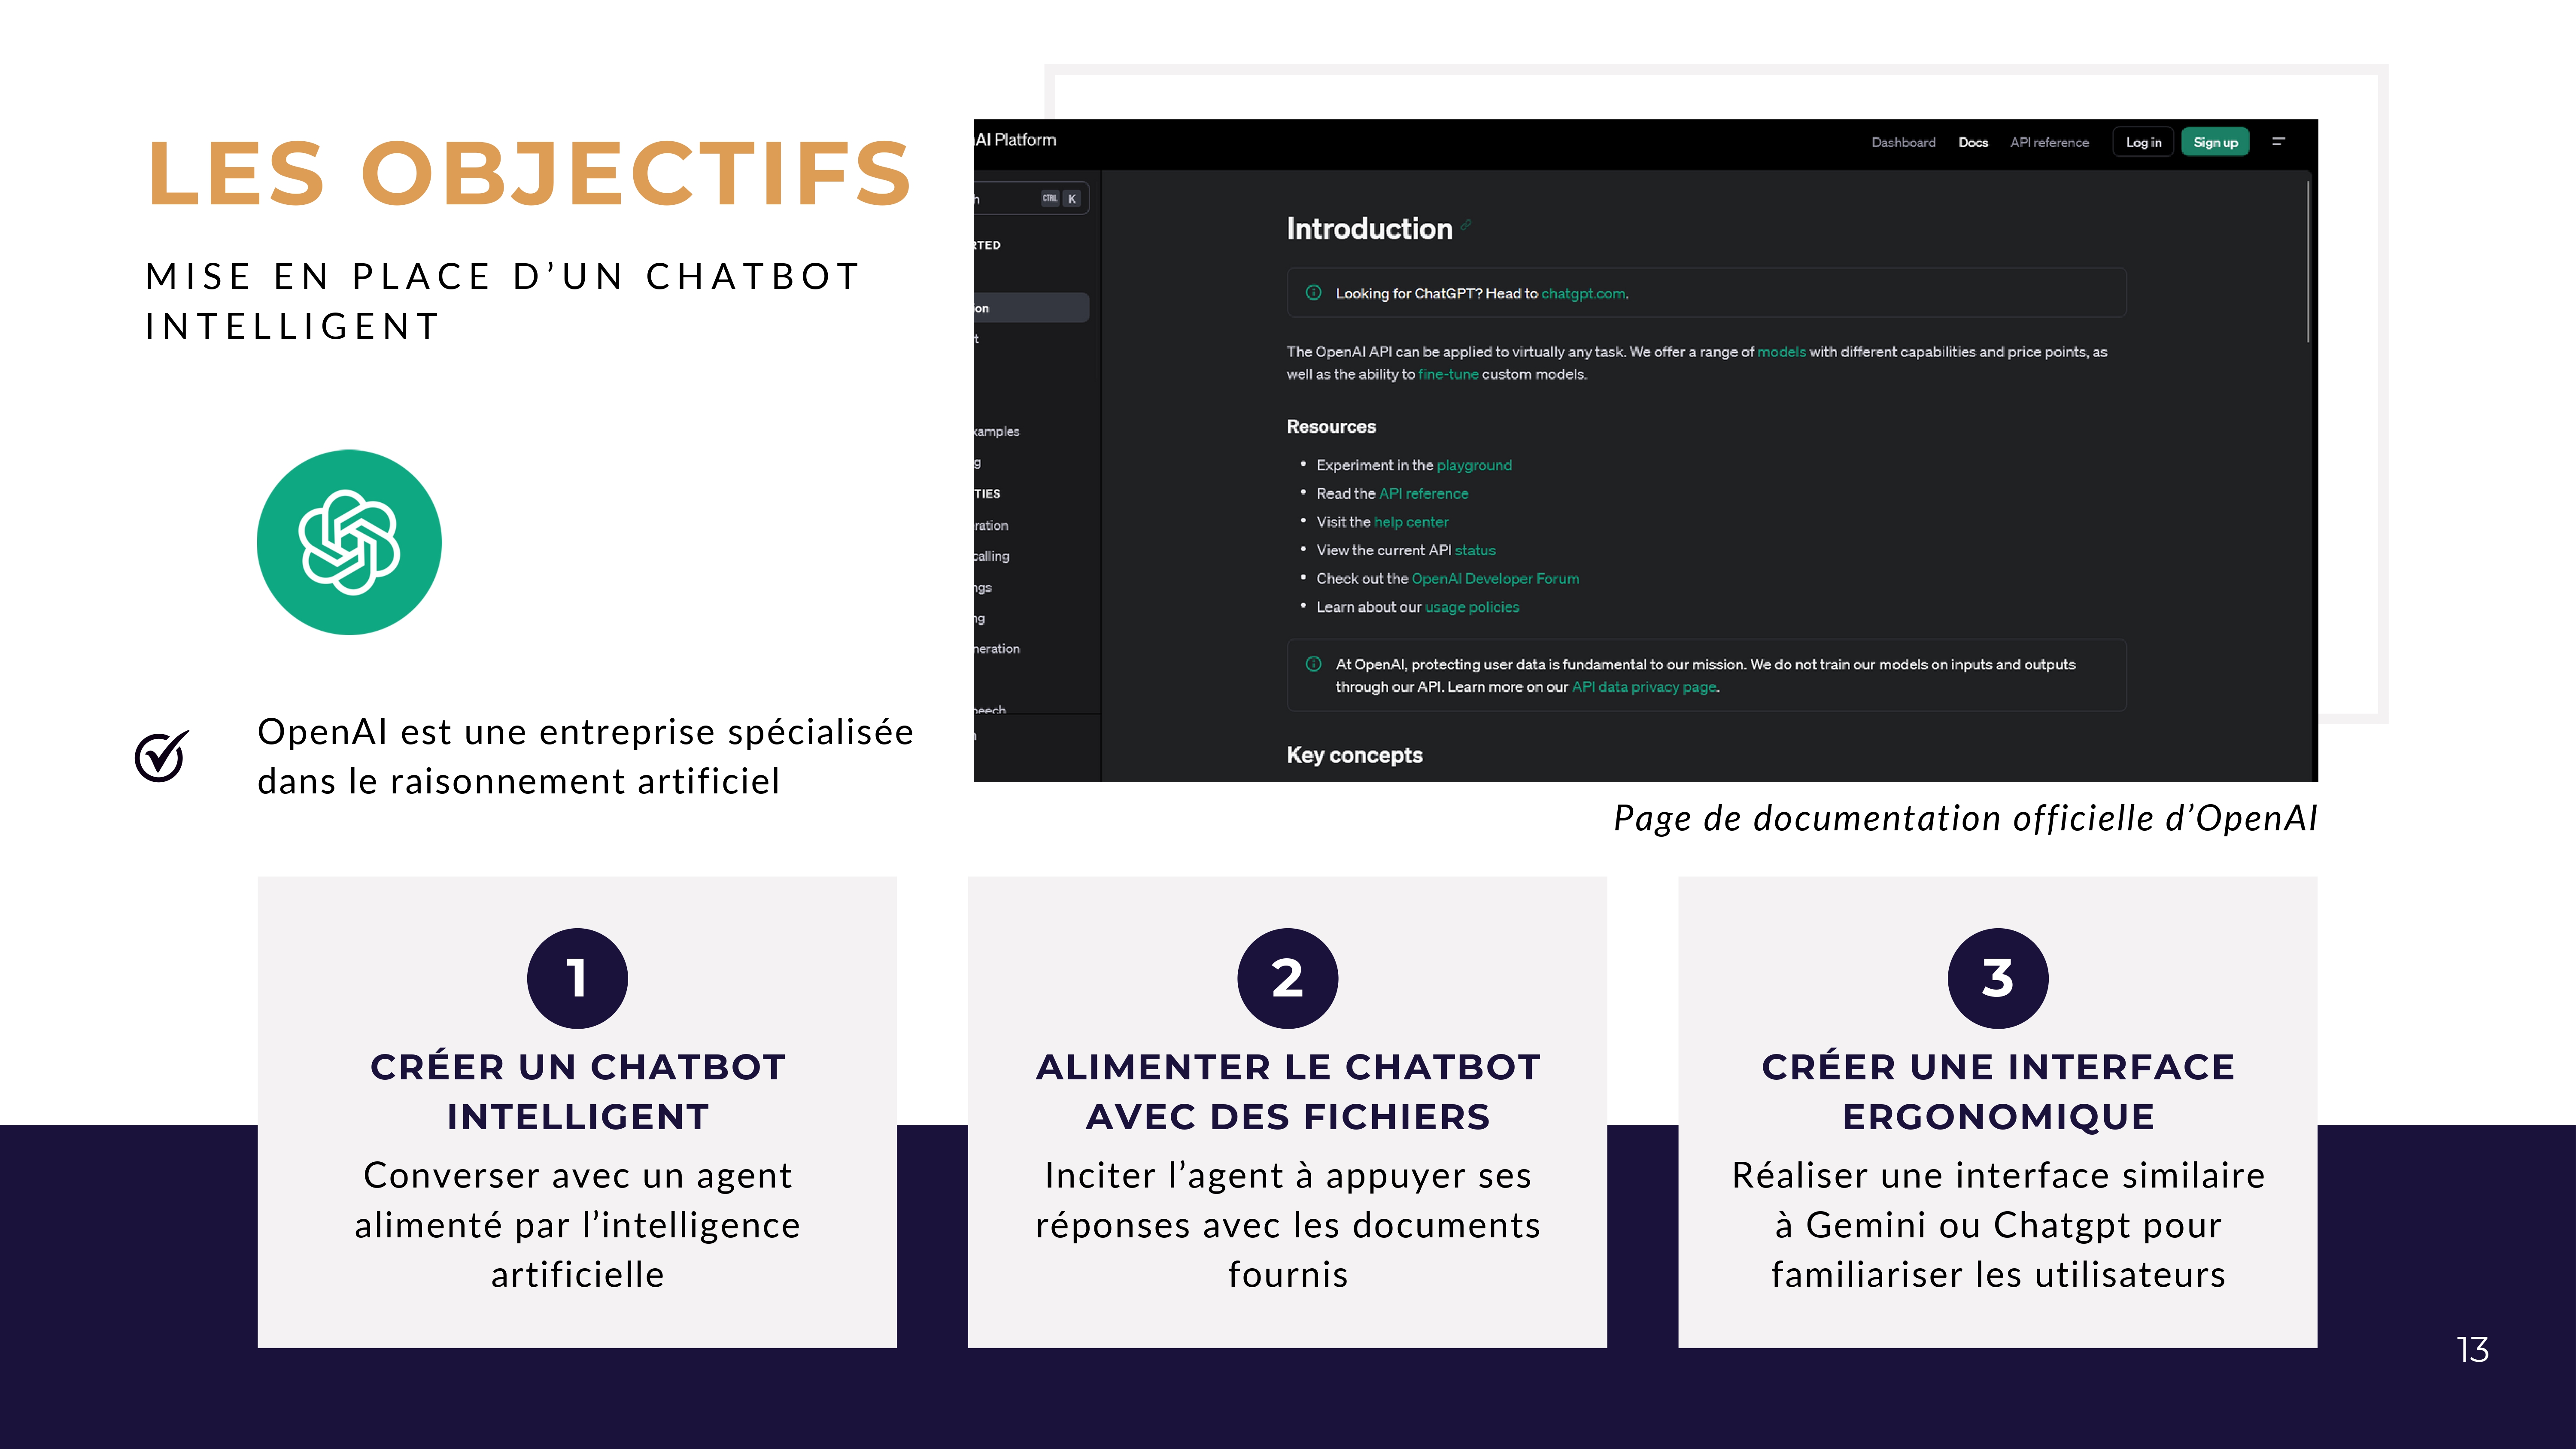 LES OBJECTIFS
MISE EN PLACE D’UN CHATBOT
INTELLIGENT
OpenAI est une entreprise spécialisée
dans le raisonnement artificiel
AI Platform
Dashboard Docs API reference Log in Sign up
CTRL K
Introduction
Looking for ChatGPT? Head to chatgpt.com.
The OpenAI API can be applied to virtually any task. We offer a range of models with different capabilities and price points, as
well as the ability to fine-tune custom models.
Resources
• Experiment in the playground
• Read the API reference
• Visit the help center
• View the current API status
• Check out the OpenAI Developer Forum
• Learn about our usage policies
At OpenAI, protecting user data is fundamental to our mission. We do not train our models on inputs and outputs
through our API. Learn more on our API data privacy page.
Key concepts
RTED
on
t
xamples
g
TIES
ration
calling
ngs
ng
neration
Page de documentation officielle d’OpenAI
1
CRÉER UN CHATBOT
INTELLIGENT
Converser avec un agent
alimenté par l’intelligence
artificielle
2
ALIMENTER LE CHATBOT
AVEC DES FICHIERS
Inciter l’agent à appuyer ses
réponses avec les documents
fournis
3
CRÉER UNE INTERFACE
ERGONOMIQUE
Réaliser une interface similaire
à Gemini ou Chatgpt pour
familiariser les utilisateurs
13